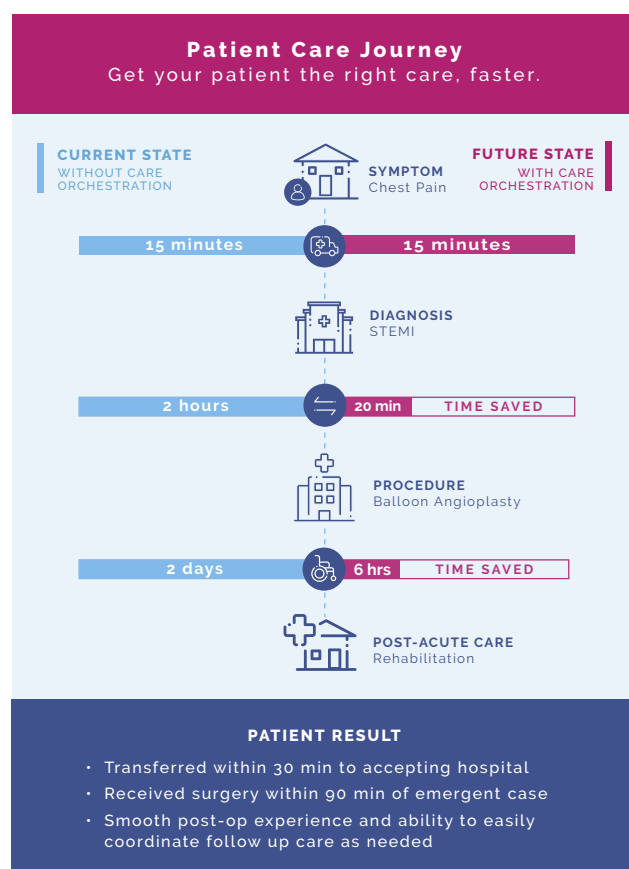 Patient Care Journey
Get your patient the right care, faster.
CURRENT STATE
WITHOUT CARE
ORCHESTRATION
SYMPTOM
Chest Pain
FUTURE STATE
WITH CARE
ORCHESTRATION
15 minutes
15 minutes
DIAGNOSIS
STEMI
2 hours
20 min
TIME SAVED
PROCEDURE
Balloon Angioplasty
2 days
6 hrs
TIME SAVED
POST-ACUTE CARE
Rehabilitation
PATIENT RESULT
• Transferred within 30 min to accepting hospital
• Received surgery within 90 min of emergent case
• Smooth post-op experience and ability to easily
coordinate follow up care as needed